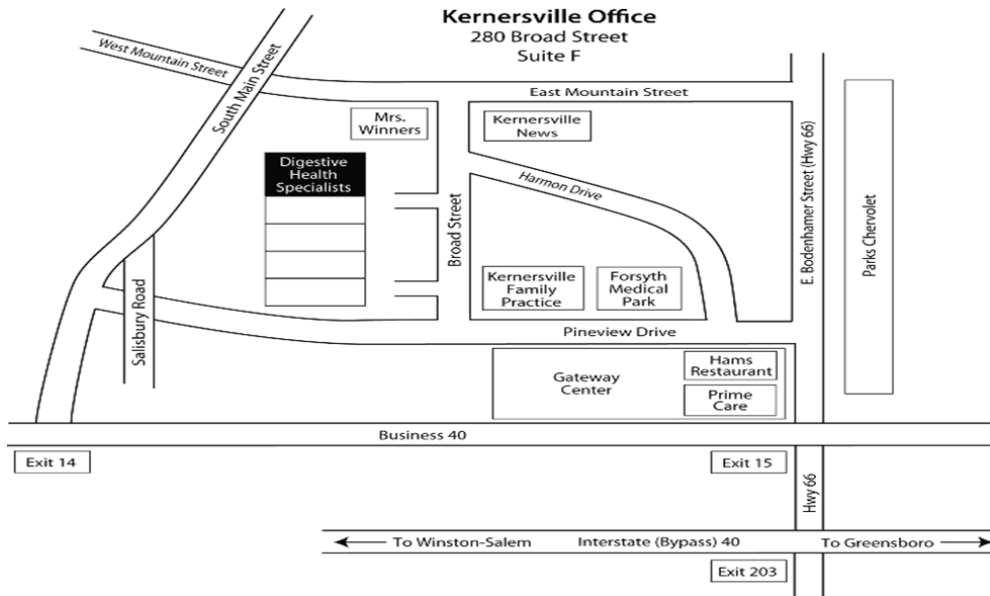 Kernersville Office
280 Broad Street
Suite F
West Mountain Street
South Main Street
East Mountain Street
Mrs.
Winners
Kernersville
News
Digestive
Health
Specialists
Harmon Drive
Broad Street
E. Bodenhamer Street (Hwy 66)
Parks Chervolet
Kernersville
Family
Practice
Forsyth
Medical
Park
Salisbury Road
Pineview Drive
Gateway
Center
Hams
Restaurant
Prime
Care
Business 40
Exit 14
Exit 15
Hwy 66
To Winston-Salem
Interstate (Bypass) 40
To Greensboro
Exit 203